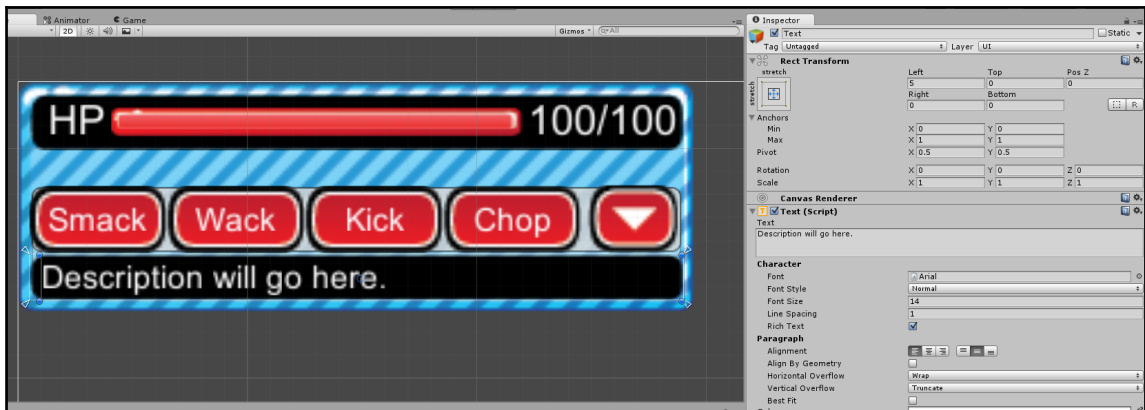 Animator Game
2D Gizmos All
HP 100/100
Smack Wack Kick Chop
Description will go here.
Inspector
Text Static
Tag Untagged Layer UI
Rect Transform
stretch Left Top Pos Z
stretch
5 0 0
Right Bottom
0 0 R
Anchors
Min X 0 Y 0
Max X 1 Y 1
Pivot X 0.5 Y 0.5
Rotation X 0 Y 0 Z 0
Scale X 1 Y 1 Z 1
Canvas Renderer
Text (Script)
Text
Description will go here.
Character
Font Arial
Font Style Normal
Font Size 14
Line Spacing 1
Rich Text
Paragraph
Alignment
Align By Geometry
Horizontal Overflow Wrap
Vertical Overflow Truncate
Best Fit